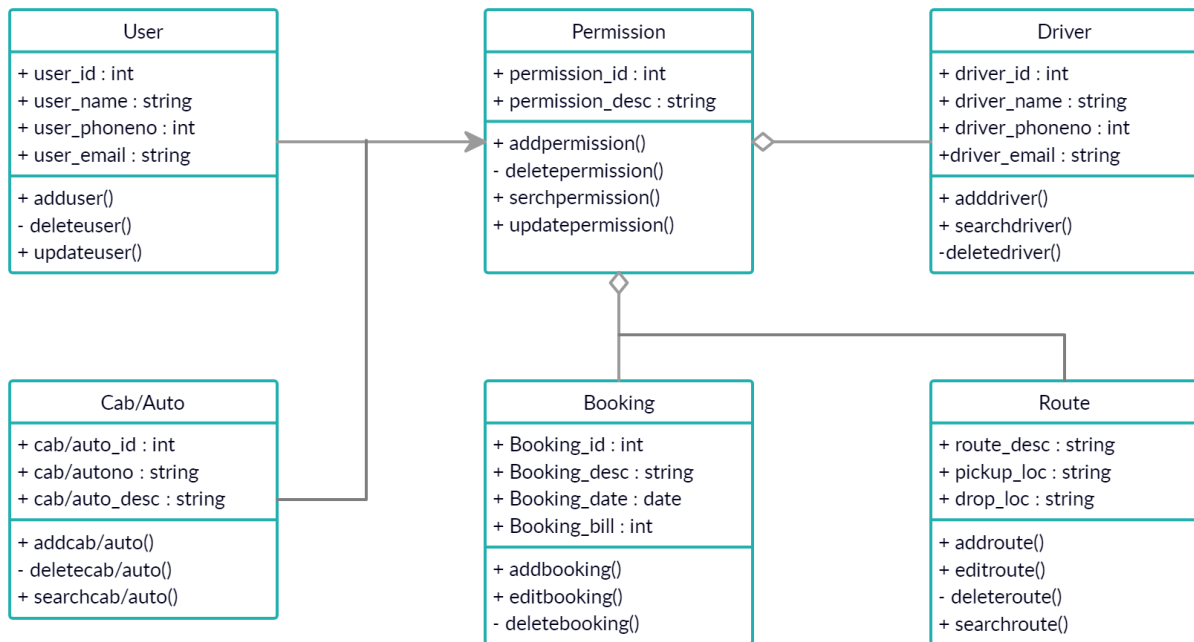 User
+ user_id : int
+ user_name : string
+ user_phoneno : int
+ user_email : string
+ adduser()
- deleteuser()
+ updateuser()
Permission
+ permission_id : int
+ permission_desc : string
+ addpermission()
- deletepermission()
+ serchpermission()
+ updatepermission()
Driver
+ driver_id : int
+ driver_name : string
+ driver_phoneno : int
+driver_email : string
+ adddriver()
+ searchdriver()
-deletedriver()
Cab/Auto
+ cab/auto_id : int
+ cab/autono : string
+ cab/auto_desc : string
+ addcab/auto()
- deletecab/auto()
+ searchcab/auto()
Booking
+ Booking_id : int
+ Booking_desc : string
+ Booking_date : date
+ Booking_bill : int
+ addbooking()
+ editbooking()
- deletebooking()
Route
+ route_desc : string
+ pickup_loc : string
+ drop_loc : string
+ addroute()
+ editroute()
- deleteroute()
+ searchroute()